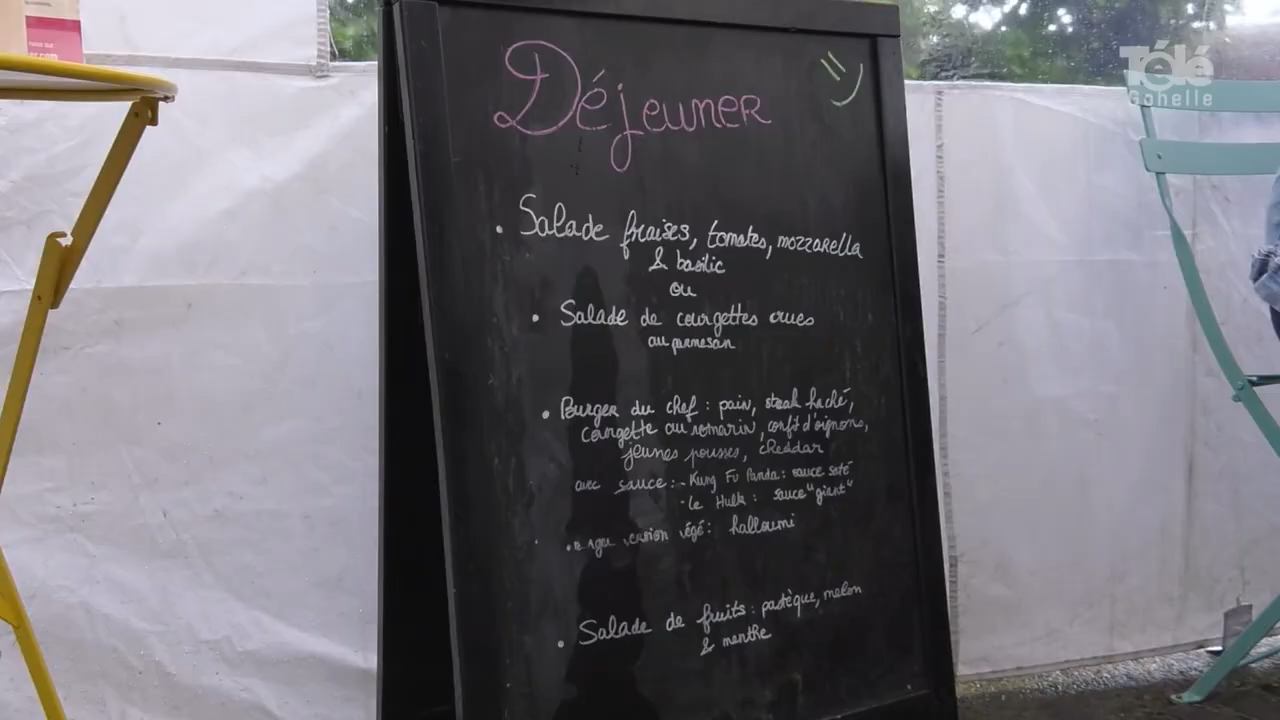 Télé
Gohelle
Déjeuner
• Salade fraises, tomates, mozzarella
& basilic
ou
• Salade de courgettes crues
au parmesan
• Burger du chef : pain, steak haché,
courgette au romarin, confit d'oignons,
jeunes pousses, cheddar
avec sauce : - Kung Fu Panda : sauce saté
- Le Hulk : sauce "giant"
version végé : halloumi
• Salade de fruits : pastèque, melon
& menthe